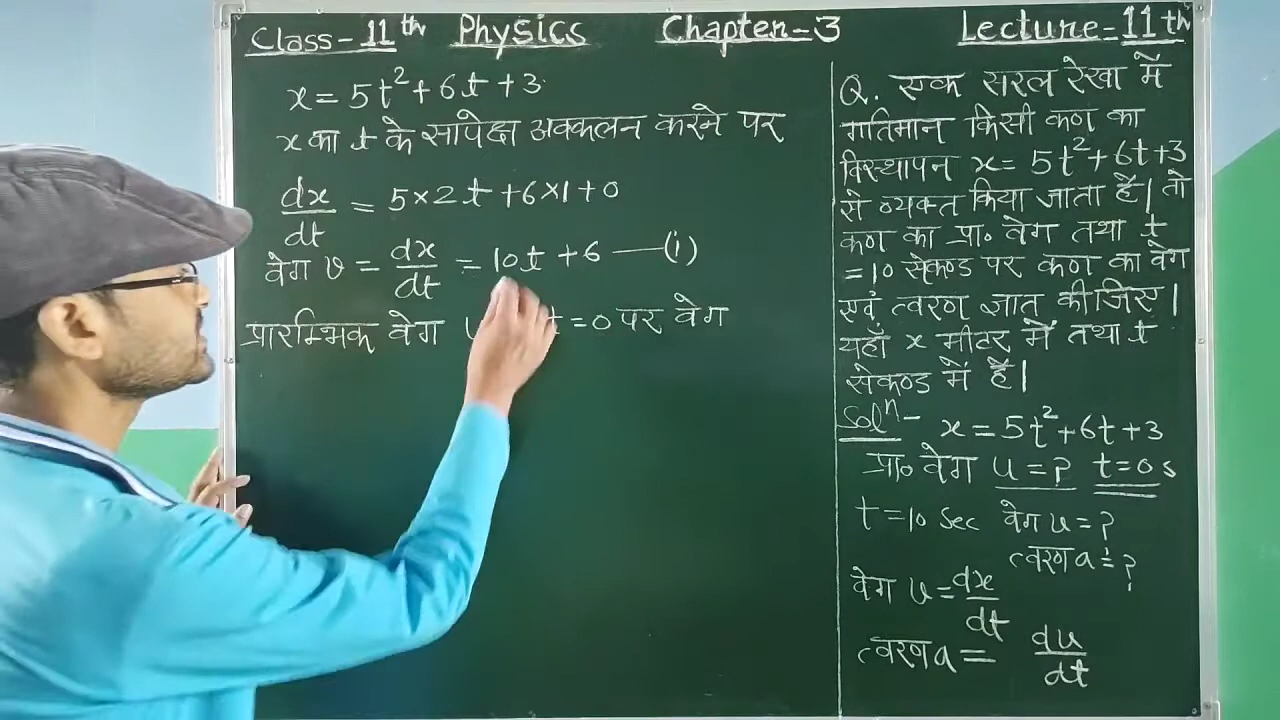 Class-11th Physics Chapter-3 Lecture-11th
x = 5t² + 6t + 3
x का t के सापेक्ष अवकलन करने पर
dx/dt = 5×2t + 6×1 + 0
वेग v = dx/dt = 10t + 6 —(i)
प्रारम्भिक वेग t = 0 पर वेग
Q. एक सरल रेखा में
गतिमान किसी कण का
विस्थापन x = 5t² + 6t + 3
से व्यक्त किया जाता है। तो
कण का प्रा० वेग तथा t
= 10 सेकण्ड पर कण का वेग
एवं त्वरण ज्ञात कीजिए।
यहाँ x मीटर में तथा t
सेकण्ड में है।
Solⁿ - x = 5t² + 6t + 3
प्रा० वेग u = ? t = 0 s
t = 10 Sec वेग v = ?
त्वरण a = ?
वेग v = dx/dt
त्वरण a = dv/dt